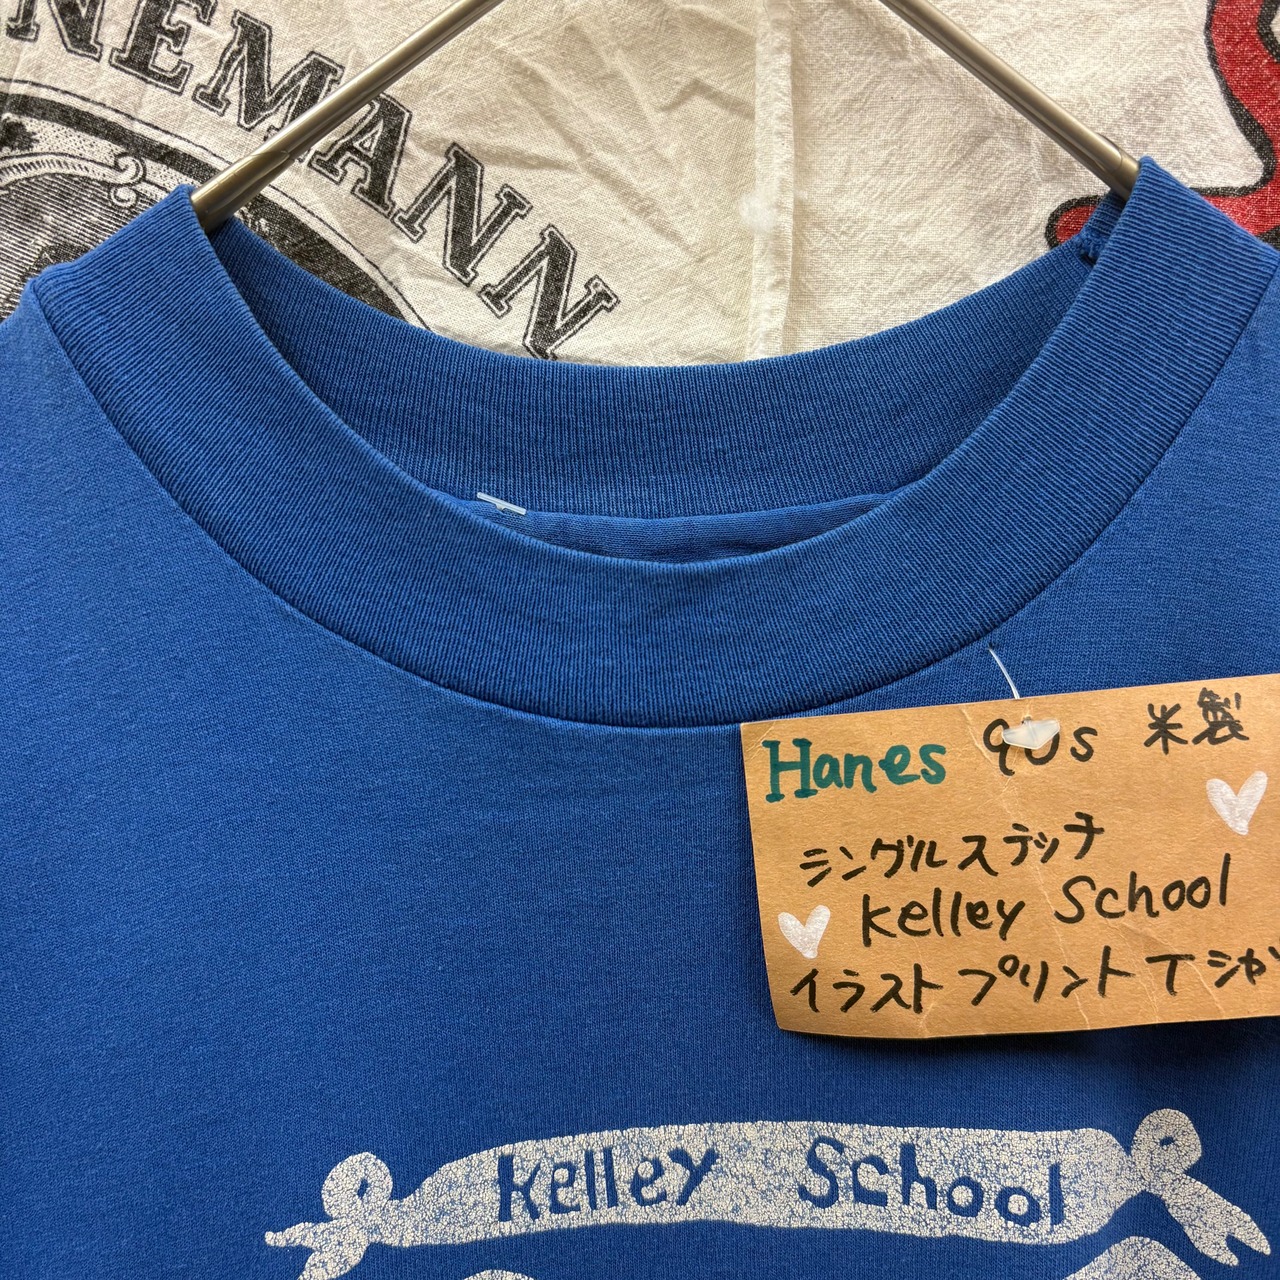 NEMANN
Hanes 90s 米製
シングルステッチ
Kelley School
イラストプリントTシャツ
Kelley School